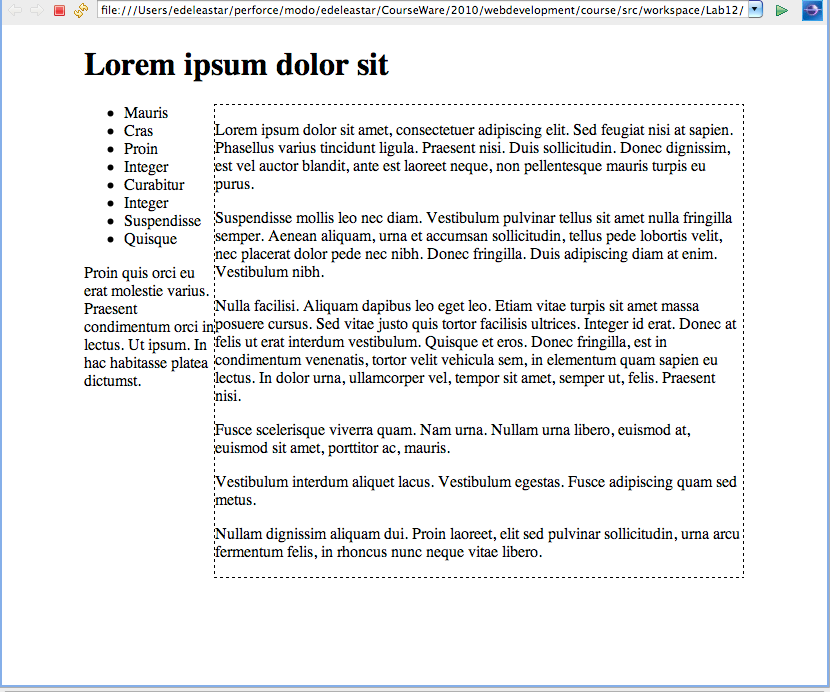 file:///Users/edeleastar/perforce/modo/edeleastar/CourseWare/2010/webdevelopment/course/src/workspace/Lab12/
Lorem ipsum dolor sit
Mauris
Cras
Proin
Integer
Curabitur
Integer
Suspendisse
Quisque
Proin quis orci eu
erat molestie varius.
Praesent
condimentum orci in
lectus. Ut ipsum. In
hac habitasse platea
dictumst.
Lorem ipsum dolor sit amet, consectetuer adipiscing elit. Sed feugiat nisi at sapien.
Phasellus varius tincidunt ligula. Praesent nisi. Duis sollicitudin. Donec dignissim,
est vel auctor blandit, ante est laoreet neque, non pellentesque mauris turpis eu
purus.
Suspendisse mollis leo nec diam. Vestibulum pulvinar tellus sit amet nulla fringilla
semper. Aenean aliquam, urna et accumsan sollicitudin, tellus pede lobortis velit,
nec placerat dolor pede nec nibh. Donec fringilla. Duis adipiscing diam at enim.
Vestibulum nibh.
Nulla facilisi. Aliquam dapibus leo eget leo. Etiam vitae turpis sit amet massa
posuere cursus. Sed vitae justo quis tortor facilisis ultrices. Integer id erat. Donec at
felis ut erat interdum vestibulum. Quisque et eros. Donec fringilla, est in
condimentum venenatis, tortor velit vehicula sem, in elementum quam sapien eu
lectus. In dolor urna, ullamcorper vel, tempor sit amet, semper ut, felis. Praesent
nisi.
Fusce scelerisque viverra quam. Nam urna. Nullam urna libero, euismod at,
euismod sit amet, porttitor ac, mauris.
Vestibulum interdum aliquet lacus. Vestibulum egestas. Fusce adipiscing quam sed
metus.
Nullam dignissim aliquam dui. Proin laoreet, elit sed pulvinar sollicitudin, urna arcu
fermentum felis, in rhoncus nunc neque vitae libero.